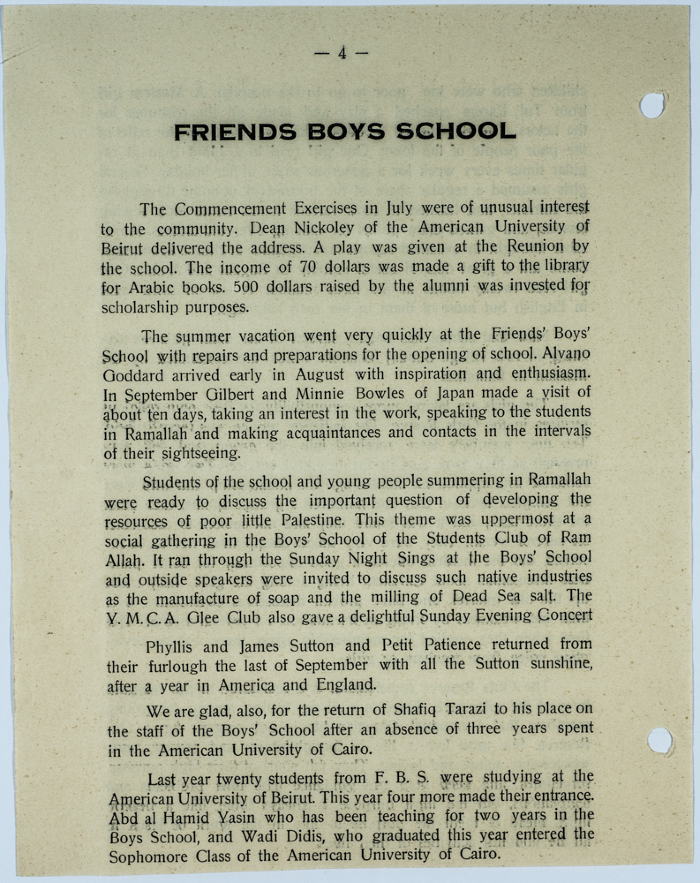 — 4 —
FRIENDS BOYS SCHOOL
The Commencement Exercises in July were of unusual interest
to the community. Dean Nickoley of the American University of
Beirut delivered the address. A play was given at the Reunion by
the school. The income of 70 dollars was made a gift to the library
for Arabic books. 500 dollars raised by the alumni was invested for
scholarship purposes.
The summer vacation went very quickly at the Friends' Boys'
School with repairs and preparations for the opening of school. Alvano
Goddard arrived early in August with inspiration and enthusiasm.
In September Gilbert and Minnie Bowles of Japan made a visit of
about ten days, taking an interest in the work, speaking to the students
in Ramallah and making acquaintances and contacts in the intervals
of their sightseeing.
Students of the school and young people summering in Ramallah
were ready to discuss the important question of developing the
resources of poor little Palestine. This theme was uppermost at a
social gathering in the Boys' School of the Students Club of Ram
Allah. It ran through the Sunday Night Sings at the Boys' School
and outside speakers were invited to discuss such native industries
as the manufacture of soap and the milling of Dead Sea salt. The
Y. M. C. A. Glee Club also gave a delightful Sunday Evening Concert
Phyllis and James Sutton and Petit Patience returned from
their furlough the last of September with all the Sutton sunshine,
after a year in America and England.
We are glad, also, for the return of Shafiq Tarazi to his place on
the staff of the Boys' School after an absence of three years spent
in the American University of Cairo.
Last year twenty students from F. B. S. were studying at the
American University of Beirut. This year four more made their entrance.
Abd al Hamid Yasin who has been teaching for two years in the
Boys School, and Wadi Didis, who graduated this year entered the
Sophomore Class of the American University of Cairo.